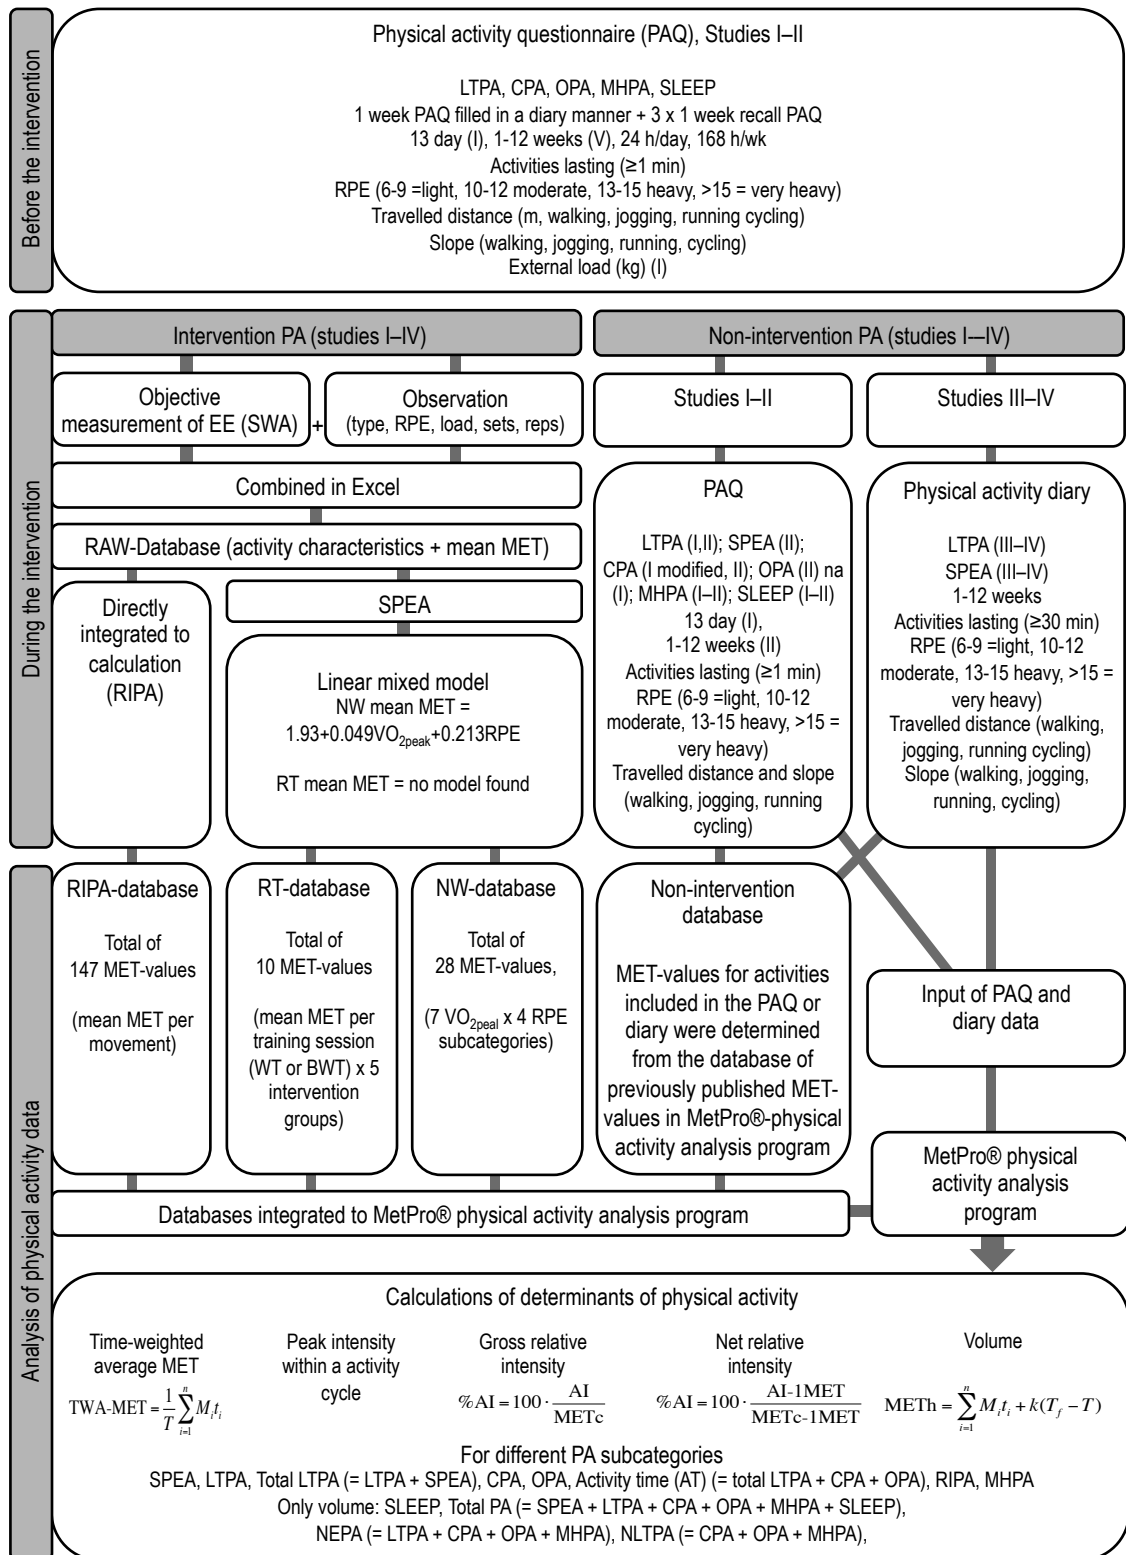 Before the intervention
Physical activity questionnaire (PAQ), Studies I–II
LTPA, CPA, OPA, MHPA, SLEEP
1 week PAQ filled in a diary manner + 3 x 1 week recall PAQ
13 day (I), 1-12 weeks (V), 24 h/day, 168 h/wk
Activities lasting (≥1 min)
RPE (6-9 =light, 10-12 moderate, 13-15 heavy, >15 = very heavy)
Travelled distance (m, walking, jogging, running cycling)
Slope (walking, jogging, running, cycling)
External load (kg) (I)
During the intervention
Intervention PA (studies I–IV)
Objective
measurement of EE (SWA)
+
Observation
(type, RPE, load, sets, reps)
Combined in Excel
RAW-Database (activity characteristics + mean MET)
Directly
integrated to
calculation
(RIPA)
SPEA
Linear mixed model
NW mean MET =
1.93+0.049VO2peak+0.213RPE
RT mean MET = no model found
Non-intervention PA (studies I-–IV)
Studies I–II
PAQ
LTPA (I,II); SPEA (II);
CPA (I modified, II); OPA (II) na
(I); MHPA (I–II); SLEEP (I–II)
13 day (I),
1-12 weeks (II)
Activities lasting (≥1 min)
RPE (6-9 =light, 10-12
moderate, 13-15 heavy, >15 =
very heavy)
Travelled distance and slope
(walking, jogging, running
cycling)
Studies III–IV
Physical activity diary
LTPA (III–IV)
SPEA (III–IV)
1-12 weeks
Activities lasting (≥30 min)
RPE (6-9 =light, 10-12
moderate, 13-15 heavy, >15 =
very heavy)
Travelled distance (walking,
jogging, running cycling)
Slope (walking, jogging,
running, cycling)
Analysis of physical activity data
RIPA-database
Total of
147 MET-values
(mean MET per
movement)
RT-database
Total of
10 MET-values
(mean MET per
training session
(WT or BWT) x 5
intervention
groups)
NW-database
Total of
28 MET-values,
(7 VO2peal x 4 RPE
subcategories)
Non-intervention
database
MET-values for activities
included in the PAQ or
diary were determined
from the database of
previously published MET-
values in MetPro®-physical
activity analysis program
Input of PAQ and
diary data
MetPro® physical
activity analysis
program
Databases integrated to MetPro® physical activity analysis program
Calculations of determinants of physical activity
Time-weighted
average MET
TWA-MET = 1/T ∑_{i=1}^{n} M_i t_i
Peak intensity
within a activity
cycle
Gross relative
intensity
%AI = 100 · AI/METc
Net relative
intensity
%AI = 100 · AI-1MET/METc-1MET
Volume
METh = ∑_{i=1}^{n} M_i t_i + k(T_f − T)
For different PA subcategories
SPEA, LTPA, Total LTPA (= LTPA + SPEA), CPA, OPA, Activity time (AT) (= total LTPA + CPA + OPA), RIPA, MHPA
Only volume: SLEEP, Total PA (= SPEA + LTPA + CPA + OPA + MHPA + SLEEP),
NEPA (= LTPA + CPA + OPA + MHPA), NLTPA (= CPA + OPA + MHPA),